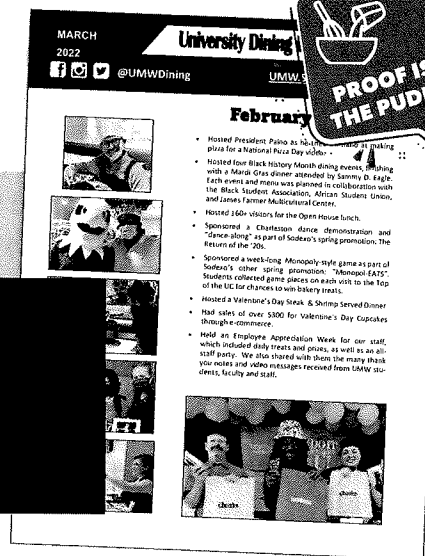 MARCH
2022
University Dining
@UMWDining
UMW.
PROOF IS
THE PUD
February
Hosted President Paino as he tried his hand at making
pizza for a National Pizza Day video.
Hosted four Black History Month dining events, finishing
with a Mardi Gras dinner attended by Sammy D. Eagle.
Each event and menu was planned in collaboration with
the Black Student Association, African Student Union,
and James Farmer Multicultural Center.
Hosted 360+ visitors for the Open House lunch.
Sponsored a Charleston dance demonstration and
"dance-along" as part of Sodexo's spring promotion: The
Return of the '20s.
Sponsored a week-long Monopoly-style game as part of
Sodexo's other spring promotion: "Monopol-EATS".
Students collected game pieces on each visit to the Top
of the UC for chances to win bakery treats.
Hosted a Valentine's Day Steak & Shrimp Served Dinner
Had sales of over $300 for Valentine's Day Cupcakes
through e-commerce.
Held an Employee Appreciation Week for our staff,
which included daily treats and prizes, as well as an all-
staff party. We also shared with them the many thank
you notes and video messages received from UMW stu-
dents, faculty and staff.
cheeks
cheeks